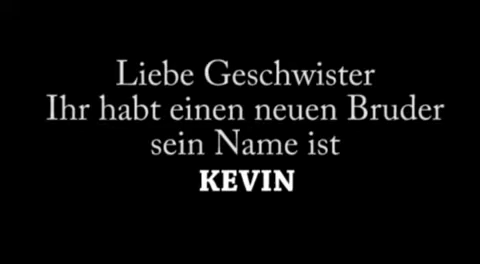 Liebe Geschwister
Ihr habt einen neuen Bruder
sein Name ist
KEVIN